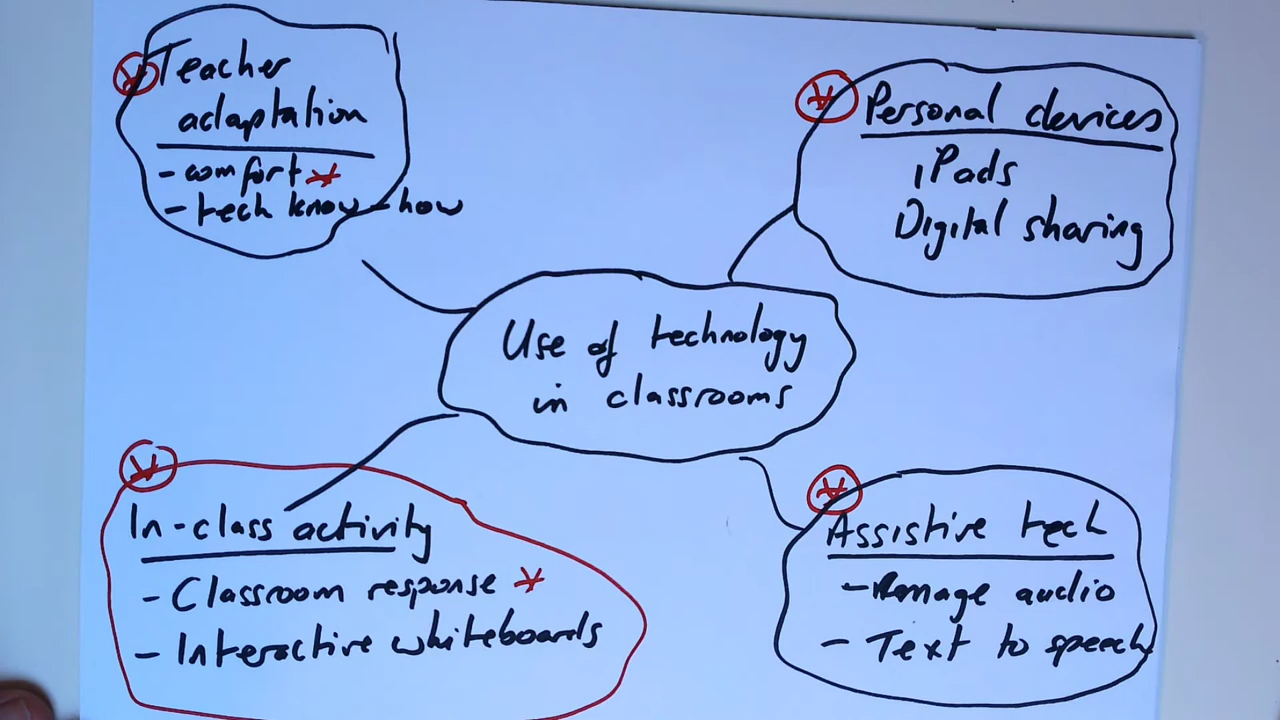 Teacher
adaptation
- comfort *
- tech know-how
Personal devices
iPads
Digital sharing
Use of technology
in classrooms
In-class activity
- Classroom response *
- Interactive whiteboards
Assistive tech
- Manage audio
- Text to speech